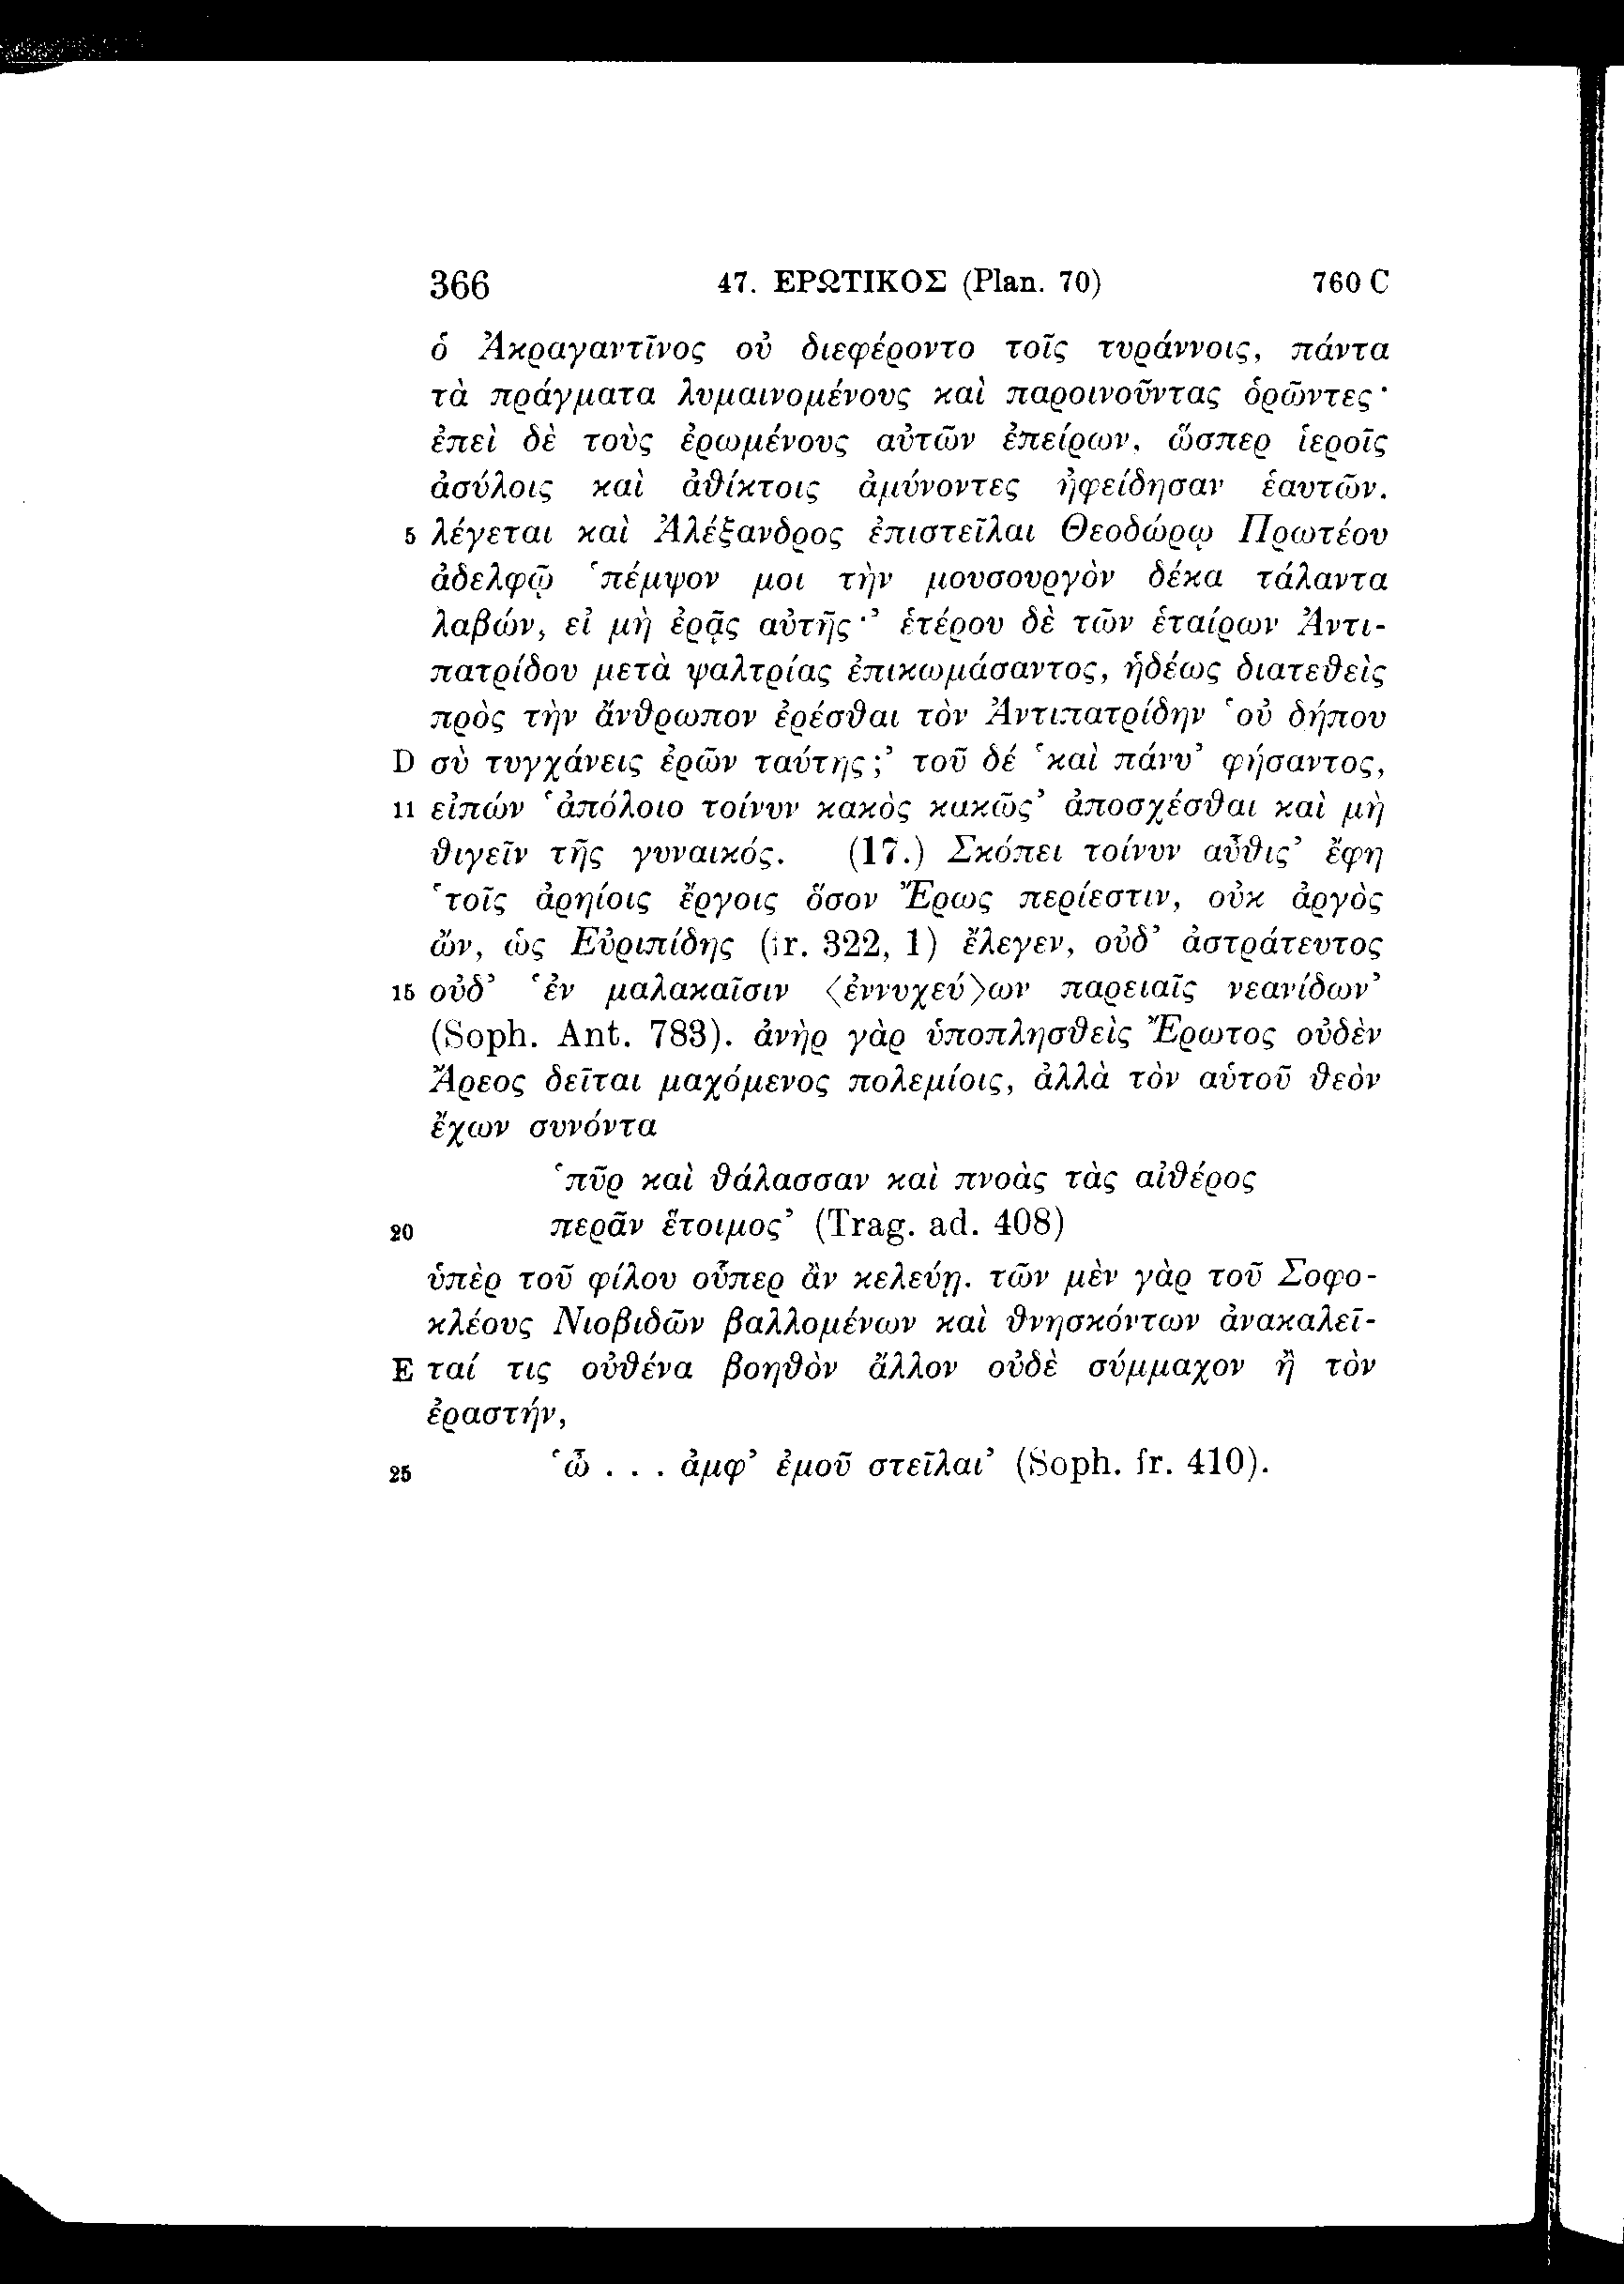 366 47. ΕΡΩΤΙΚΟΣ (Plan. 70) 760 C
ὁ Ἀκραγαντῖνος οὐ διεφέροντο τοῖς τυράννοις, πάντα
τὰ πράγματα λυμαινομένους καὶ παροινοῦντας ὁρῶντες·
ἐπεὶ δὲ τοὺς ἐρωμένους αὐτῶν ἐπείρων, ὥσπερ ἱεροῖς
ἀσύλοις καὶ ἀθίκτοις ἀμύνοντες ἠφείδησαν ἑαυτῶν.
5 λέγεται καὶ Ἀλέξανδρος ἐπιστεῖλαι Θεοδώρῳ Πρωτέου
ἀδελφῷ ‘πέμψον μοι τὴν μουσουργὸν δέκα τάλαντα
λαβών, εἰ μὴ ἐρᾷς αὐτῆς·’ ἑτέρου δὲ τῶν ἑταίρων Ἀντι-
πατρίδου μετὰ ψαλτρίας ἐπικωμάσαντος, ἡδέως διατεθεὶς
πρὸς τὴν ἄνθρωπον ἐρέσθαι τὸν Ἀντιπατρίδην ‘οὐ δήπου
D σὺ τυγχάνεις ἐρῶν ταύτης;’ τοῦ δέ ‘καὶ πάνυ’ φήσαντος,
11 εἰπών ‘ἀπόλοιο τοίνυν κακὸς κακῶς’ ἀποσχέσθαι καὶ μὴ
θιγεῖν τῆς γυναικός. (17.) Σκόπει τοίνυν αὖθις’ ἔφη
‘τοῖς ἀρηίοις ἔργοις ὅσον Ἔρως περίεστιν, οὐκ ἀργὸς
ὤν, ὡς Εὐριπίδης (fr. 322, 1) ἔλεγεν, οὐδ’ ἀστράτευτος
15 οὐδ’ ‘ἐν μαλακαῖσιν ⟨ἐννυχεύ⟩ων παρειαῖς νεανίδων’
(Soph. Ant. 783). ἀνὴρ γὰρ ὑποπλησθεὶς Ἔρωτος οὐδὲν
Ἄρεος δεῖται μαχόμενος πολεμίοις, ἀλλὰ τὸν αὑτοῦ θεὸν
ἔχων συνόντα
‘πῦρ καὶ θάλασσαν καὶ πνοὰς τὰς αἰθέρος
20 περᾶν ἕτοιμος’ (Trag. ad. 408)
ὑπὲρ τοῦ φίλου οὗπερ ἂν κελεύῃ. τῶν μὲν γὰρ τοῦ Σοφο-
κλέους Νιοβιδῶν βαλλομένων καὶ θνησκόντων ἀνακαλεῖ-
E ταί τις οὐθένα βοηθὸν ἄλλον οὐδὲ σύμμαχον ἢ τὸν
ἐραστήν,
25 ‘ὦ . . . ἀμφ’ ἐμοῦ στεῖλαι’ (Soph. fr. 410).